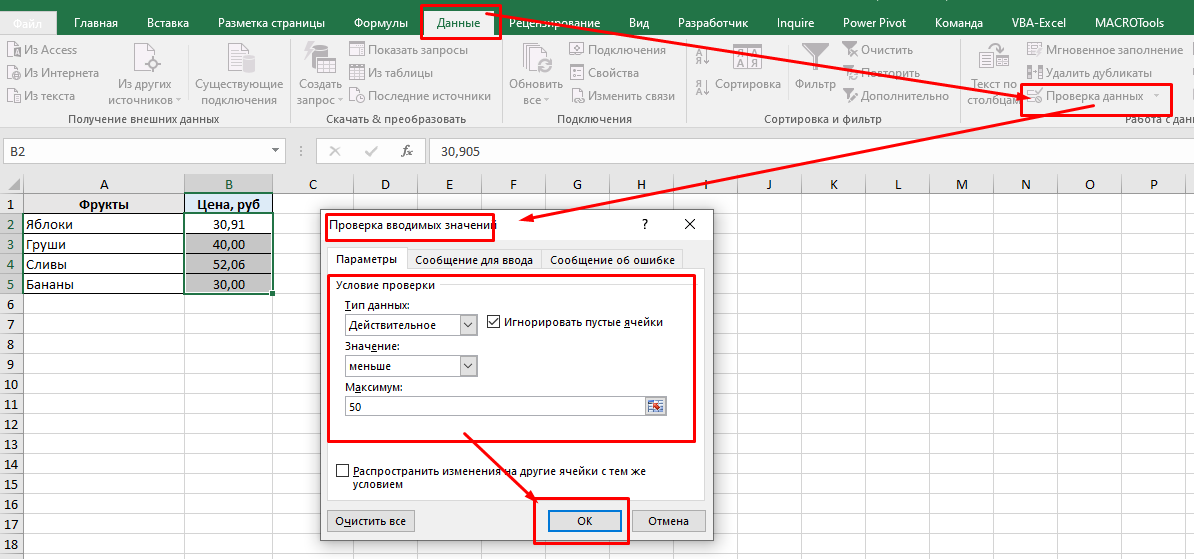 Файл Главная Вставка Разметка страницы Формулы Данные Рецензирование Вид Разработчик Inquire Power Pivot Команда VBA-Excel MACROTools
Из Access
Из Интернета
Из текста
Из других
источников
Существующие
подключения
Получение внешних данных
Создать
запрос
Показать запросы
Из таблицы
Последние источники
Скачать & преобразовать
Обновить
все
Подключения
Свойства
Изменить связи
Подключения
Сортировка
Фильтр
Очистить
Повторить
Дополнительно
Сортировка и фильтр
Текст по
столбцам
Мгновенное заполнение
Удалить дубликаты
Проверка данных
Работа с дан
B2 fx 30,905
A B C D E F G H I J K L M N O P
1 Фрукты Цена, руб
2 Яблоки 30,91
3 Груши 40,00
4 Сливы 52,06
5 Бананы 30,00
6
7
8
9
10
11
12
13
14
15
16
17
18
Проверка вводимых значений ?
Параметры Сообщение для ввода Сообщение об ошибке
Условие проверки
Тип данных:
Действительное Игнорировать пустые ячейки
Значение:
меньше
Максимум:
50
Распространить изменения на другие ячейки с тем же
условием
Очистить все ОК Отмена